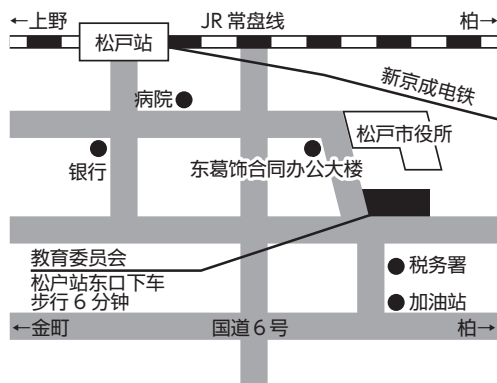 ←上野
JR 常盘线
柏→
松戸站
新京成电铁
病院
松戸市役所
银行
东葛饰合同办公大楼
教育委员会
松户站东口下车
步行 6 分钟
税务署
加油站
←金町
国道 6 号
柏→